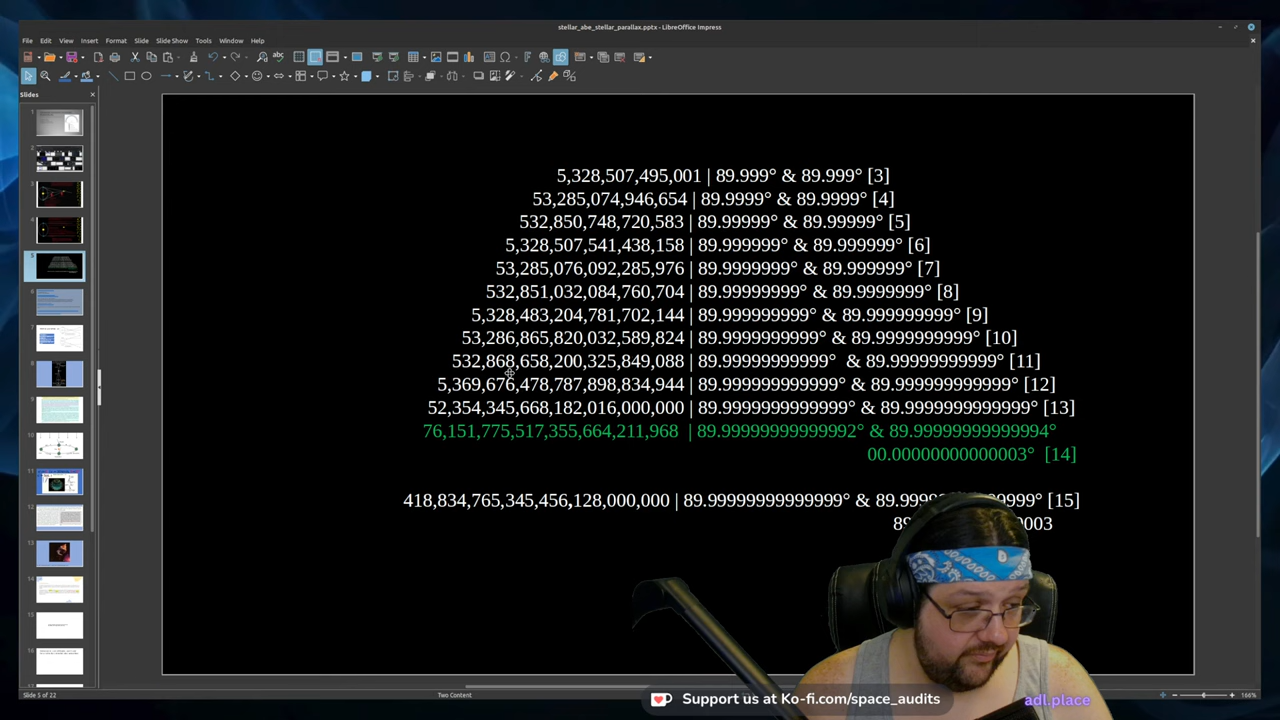 stellar_abe_stellar_parallax.pptx - LibreOffice Impress
File Edit View Insert Format Slide Slide Show Tools Window Help
Slides
5,328,507,495,001 | 89.999° & 89.999° [3]
53,285,074,946,654 | 89.9999° & 89.9999° [4]
532,850,748,720,583 | 89.99999° & 89.99999° [5]
5,328,507,541,438,158 | 89.999999° & 89.999999° [6]
53,285,076,092,285,976 | 89.9999999° & 89.999999° [7]
532,851,032,084,760,704 | 89.99999999° & 89.9999999° [8]
5,328,483,204,781,702,144 | 89.999999999° & 89.999999999° [9]
53,286,865,820,032,589,824 | 89.9999999999° & 89.9999999999° [10]
532,868,658,200,325,849,088 | 89.99999999999° & 89.99999999999° [11]
5,369,676,478,787,898,834,944 | 89.999999999999° & 89.999999999999° [12]
52,354,345,668,182,016,000,000 | 89.9999999999999° & 89.9999999999999° [13]
76,151,775,517,355,664,211,968 | 89.99999999999992° & 89.99999999999994°
00.00000000000003° [14]
418,834,765,345,456,128,000,000 | 89.99999999999999° & [15]
Slide 5 of 22
Two Content
166%
Support us at Ko-fi.com/space_audits
adl.place